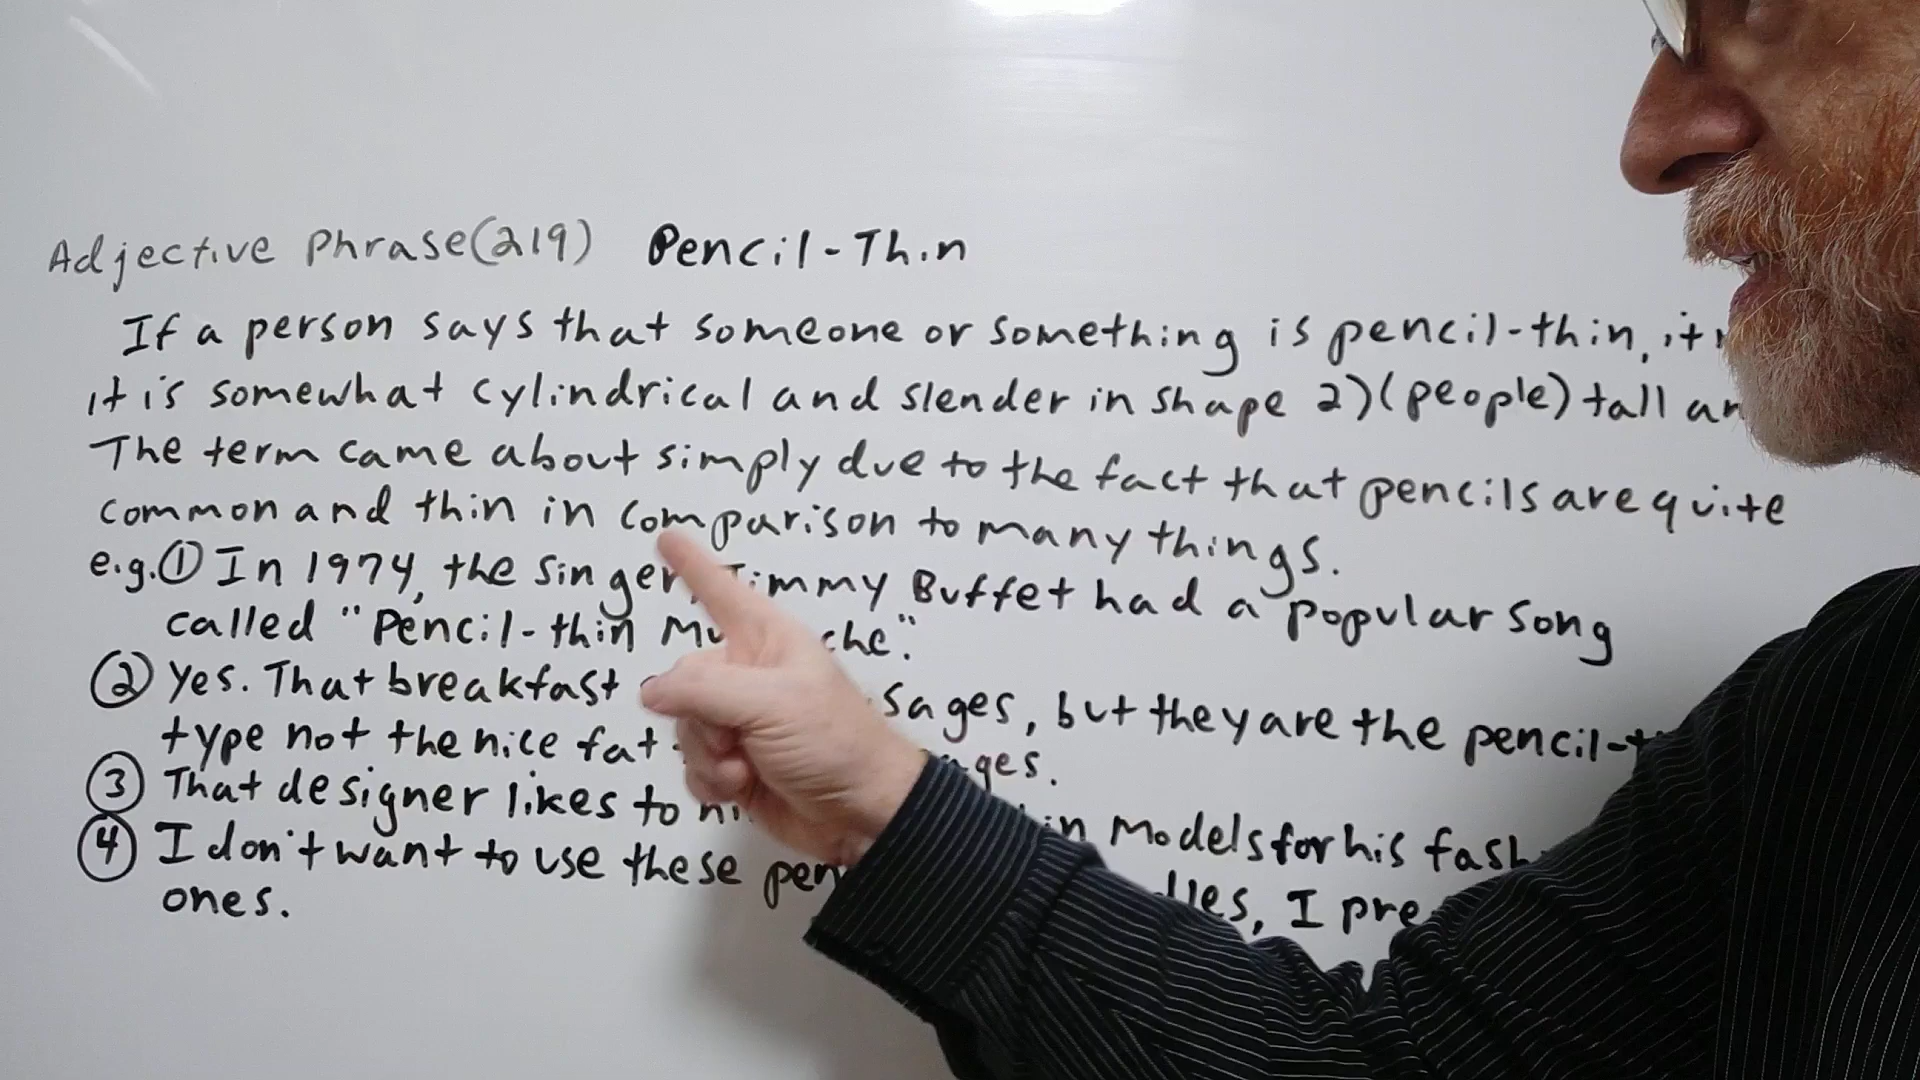 Adjective Phrase(219) Pencil-Thin
If a person says that someone or something is pencil-thin, it
it is somewhat cylindrical and slender in shape 2)(people) tall
The term came about simply due to the fact that pencils are quite
common and thin in comparison to many things.
e.g. ① In 1974, the singer, Jimmy Buffet had a popular song
called "Pencil-thin".
② Yes. That breakfast but they are the
type not the nice fat
③ That designer likes to models for his
④ I don't want to use these I
ones.